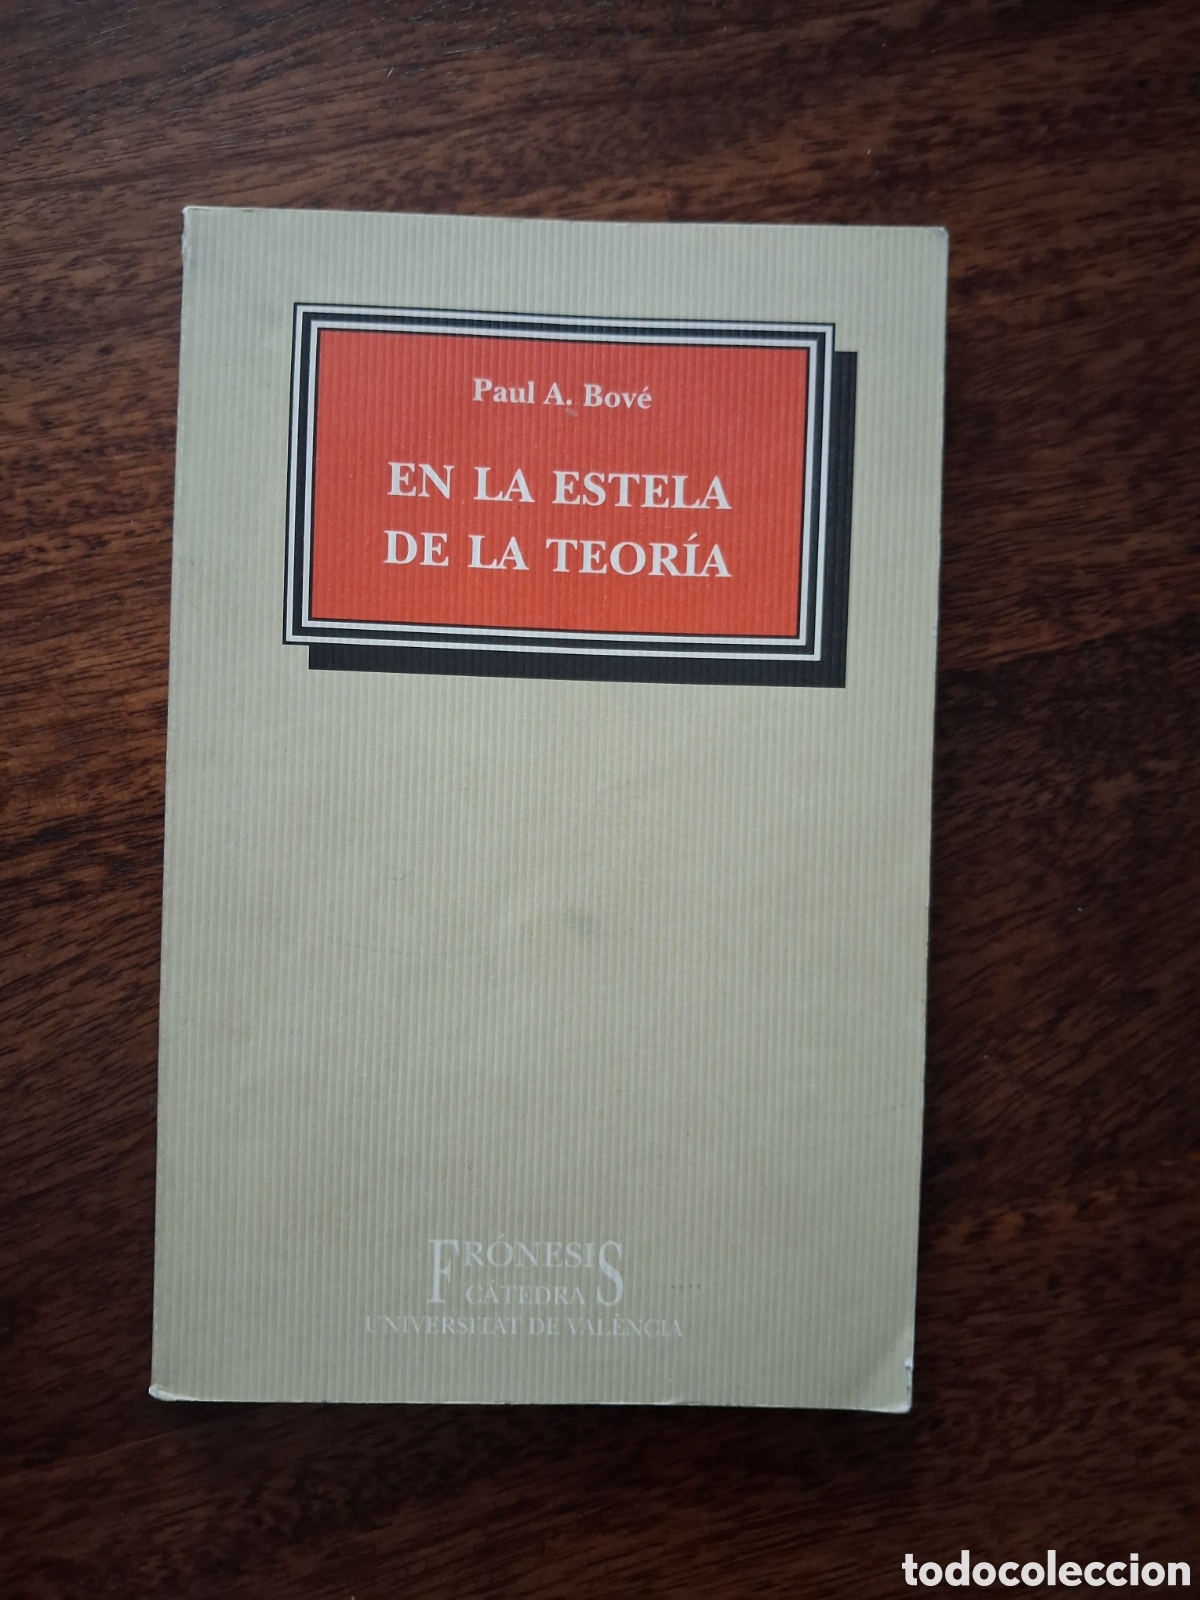 Paul A. Bové
EN LA ESTELA
DE LA TEORÍA
FRÓNESIS
CÁTEDRA
UNIVERSITAT DE VALÈNCIA
todocoleccion